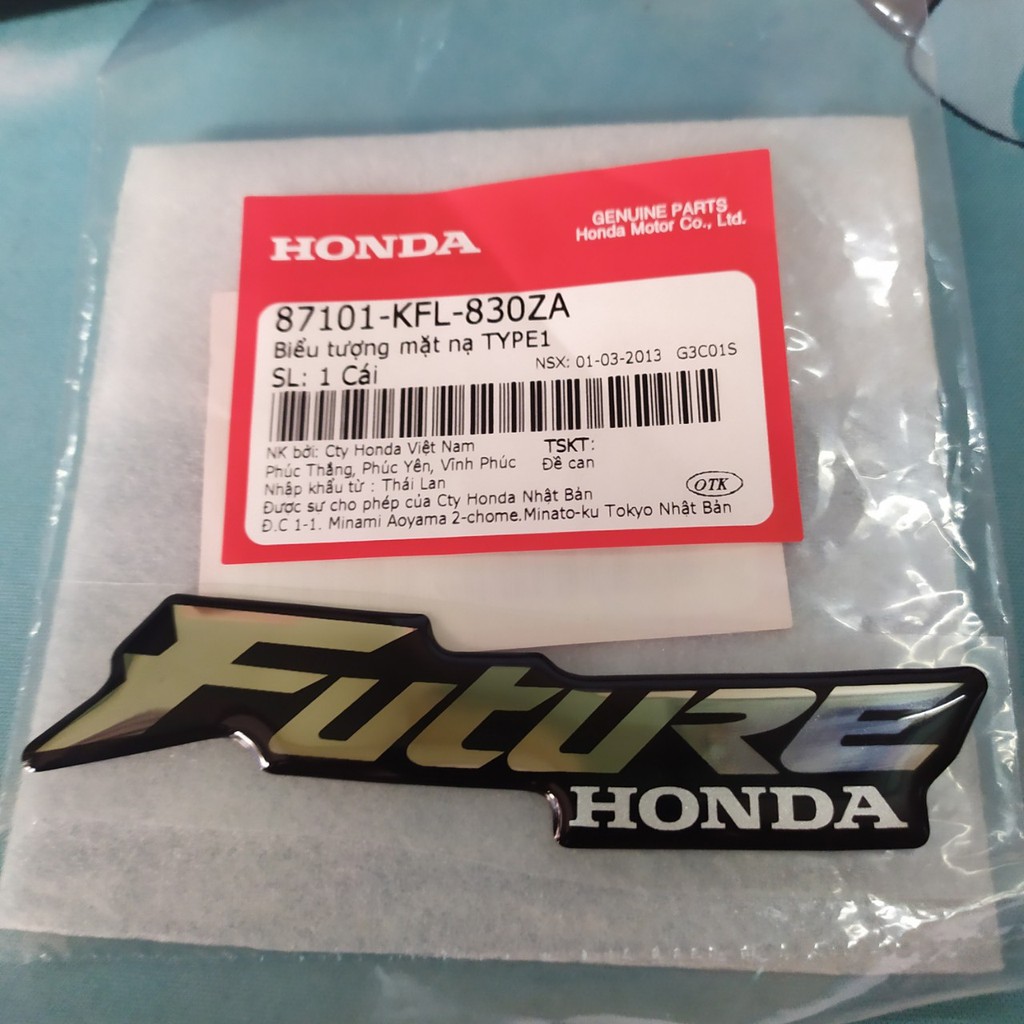 HONDA
GENUINE PARTS
Honda Motor Co., Ltd.
87101-KFL-830ZA
Biểu tượng mặt nạ TYPE1
NSX: 01-03-2013 G3C01S
SL: 1 Cái
NK bởi: Cty Honda Việt Nam
TSKT:
Phúc Thắng, Phúc Yên, Vĩnh Phúc
Đề can
Nhập khẩu từ : Thái Lan
OTK
Được sự cho phép của Cty Honda Nhật Bản
Đ.C 1-1. Minami Aoyama 2-chome.Minato-ku Tokyo Nhật Bản
FUtURE
HONDA